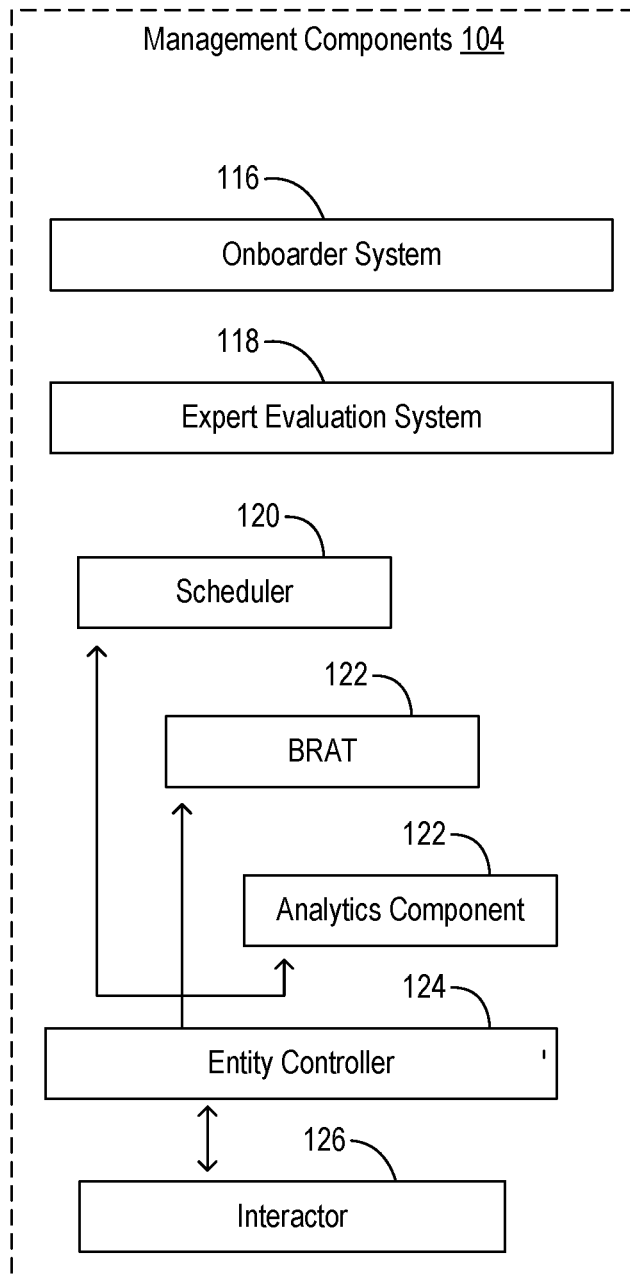 Management Components 104
116
Onboarder System
118
Expert Evaluation System
120
Scheduler
122
BRAT
122
Analytics Component
124
Entity Controller
126
Interactor